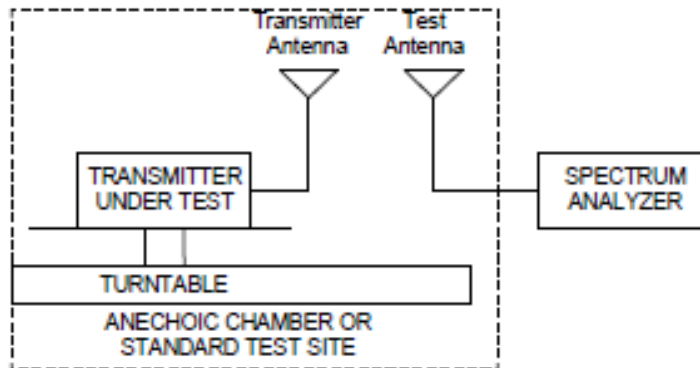 Transmitter
Antenna
Test
Antenna
TRANSMITTER
UNDER TEST
SPECTRUM
ANALYZER
TURNTABLE
ANECHOIC CHAMBER OR
STANDARD TEST SITE